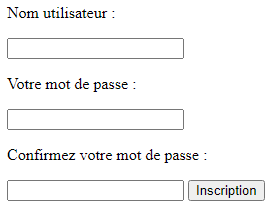 Nom utilisateur :
Votre mot de passe :
Confirmez votre mot de passe :
Inscription